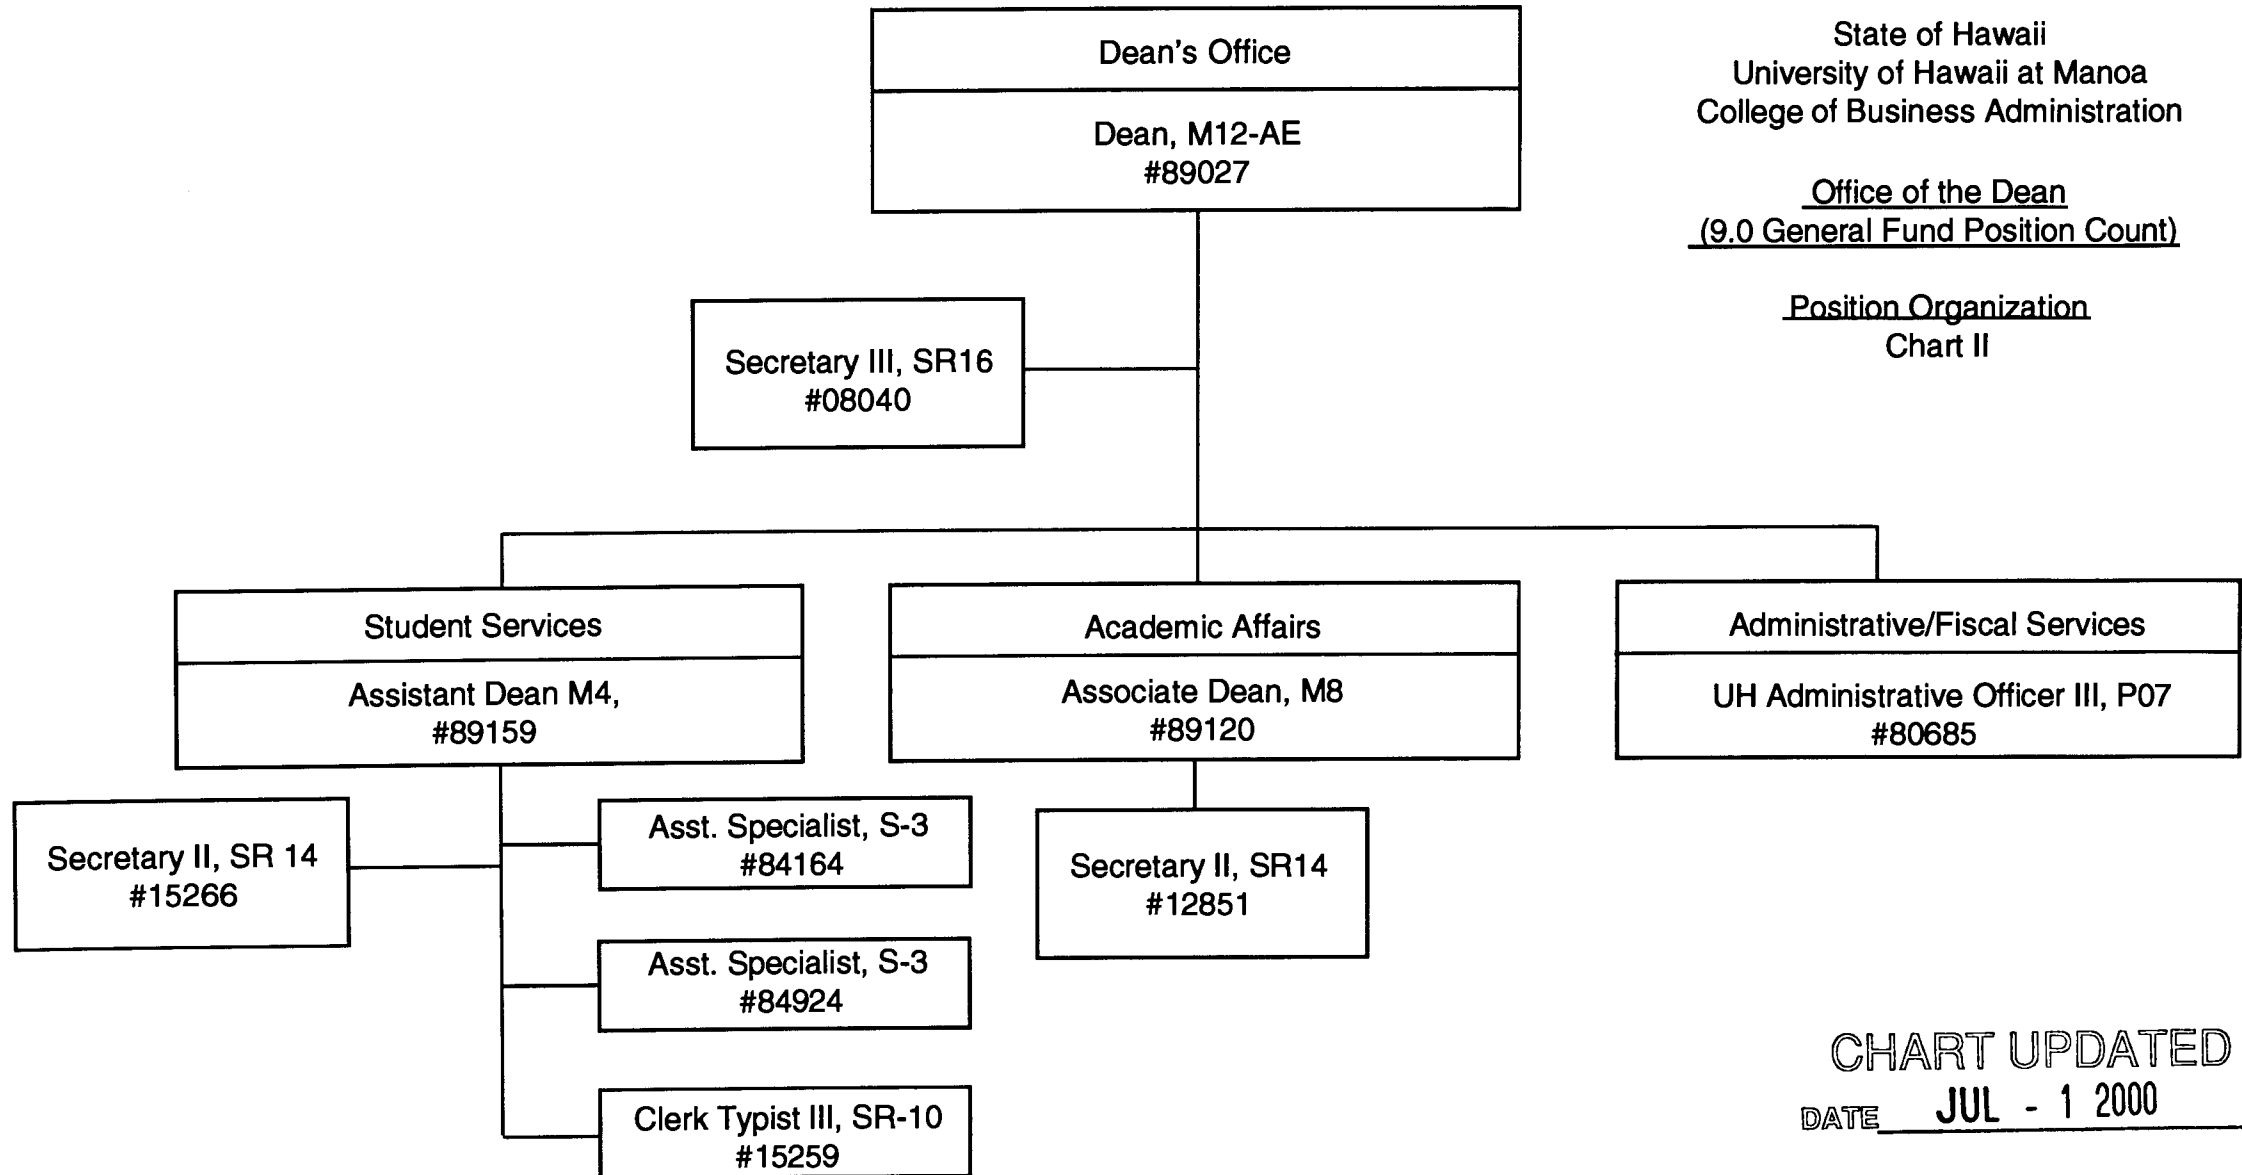 State of Hawaii
University of Hawaii at Manoa
College of Business Administration
Office of the Dean
(9.0 General Fund Position Count)
Position Organization
Chart II
Dean's Office
Dean, M12-AE
#89027
Secretary III, SR16
#08040
Student Services
Assistant Dean M4,
#89159
Secretary II, SR 14
#15266
Asst. Specialist, S-3
#84164
Asst. Specialist, S-3
#84924
Clerk Typist III, SR-10
#15259
Academic Affairs
Associate Dean, M8
#89120
Secretary II, SR14
#12851
Administrative/Fiscal Services
UH Administrative Officer III, P07
#80685
CHART UPDATED
DATE JUL - 1 2000